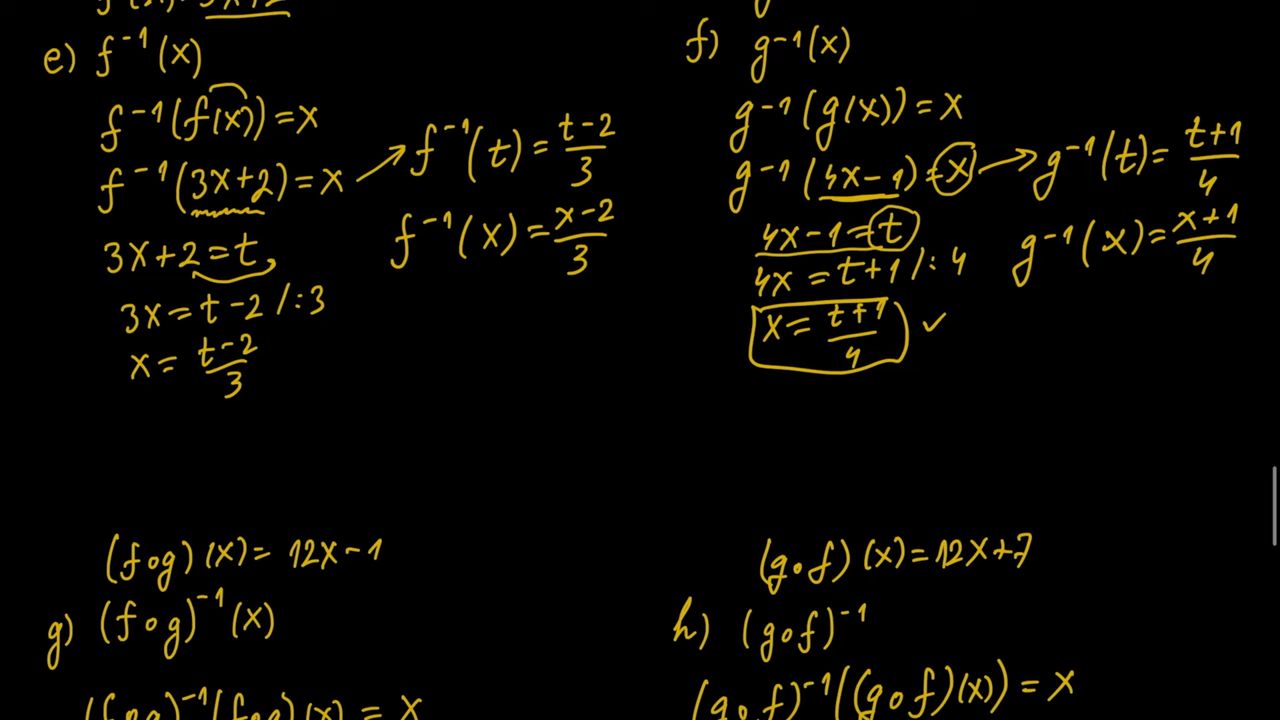 e) f⁻¹(x)
f⁻¹(f(x)) = x
f⁻¹(3x+2) = x → f⁻¹(t) = (t-2)/3
3x+2 = t
f⁻¹(x) = (x-2)/3
3x = t-2 /:3
x = (t-2)/3
f) g⁻¹(x)
g⁻¹(g(x)) = x
g⁻¹(4x-1) = x → g⁻¹(t) = (t+1)/4
4x-1 = t
g⁻¹(x) = (x+1)/4
4x = t+1 /:4
x = (t+1)/4 ✓
(f∘g)(x) = 12x-1
g) (f∘g)⁻¹(x)
(g∘f)(x) = 12x+7
h) (g∘f)⁻¹
(g∘f)⁻¹((g∘f)(x)) = x